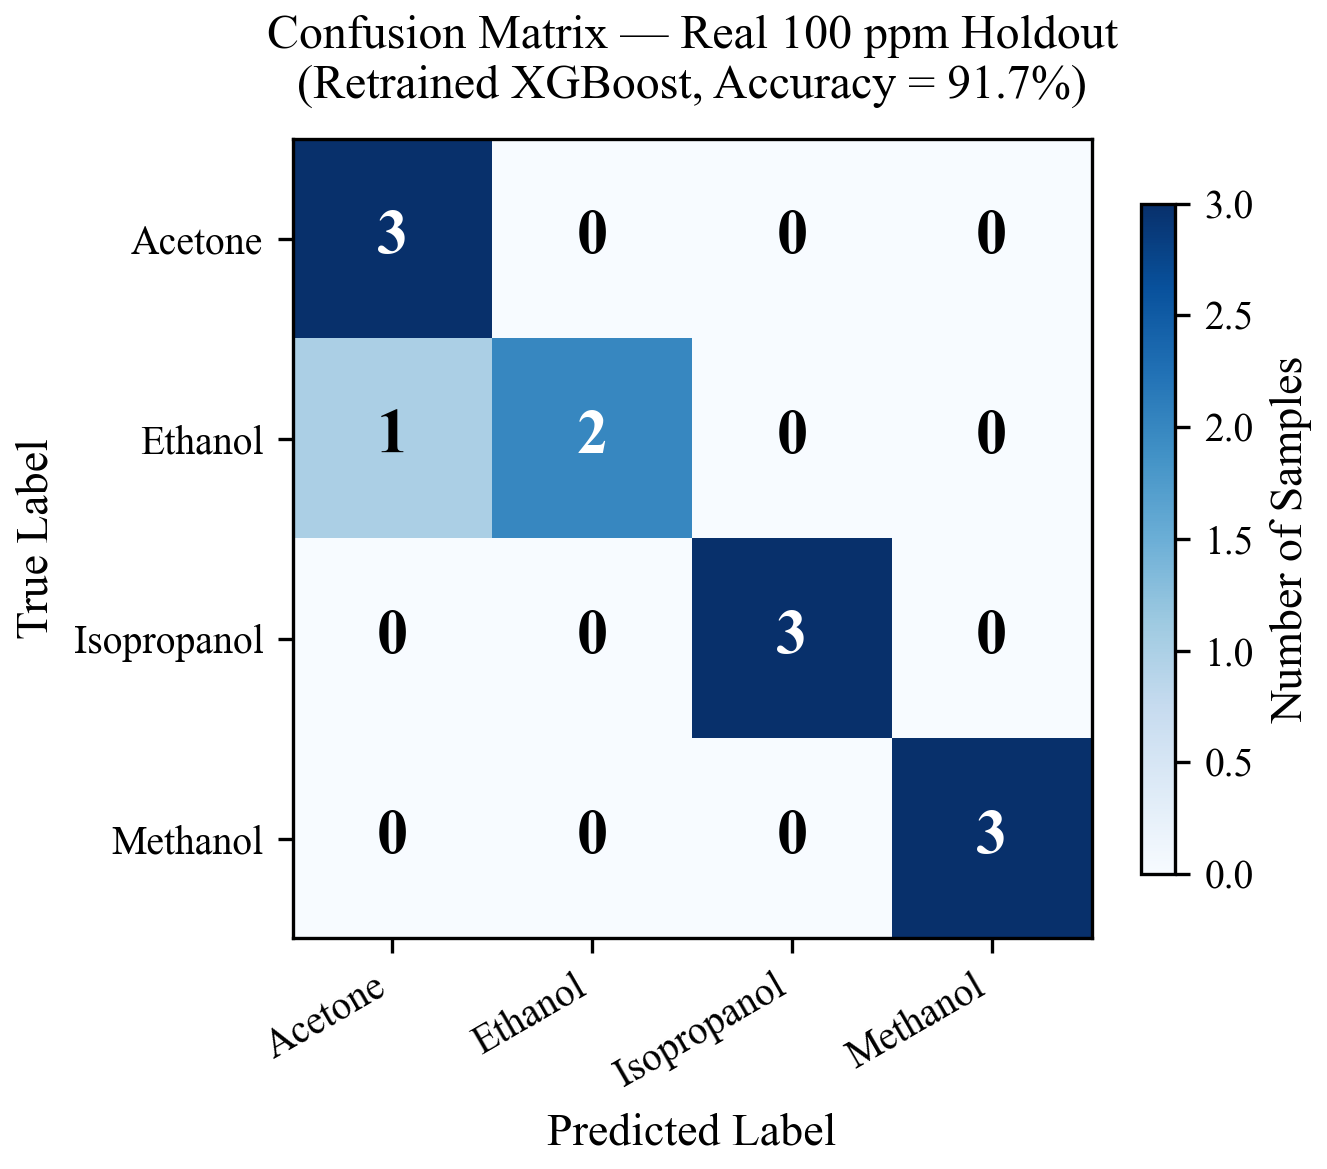 Confusion Matrix — Real 100 ppm Holdout
(Retrained XGBoost, Accuracy = 91.7%)
True Label
Acetone
3 0 0 0
Ethanol
1 2 0 0
Isopropanol
0 0 3 0
Methanol
0 0 0 3
Acetone
Ethanol
Isopropanol
Methanol
Predicted Label
3.0
2.5
2.0
1.5
1.0
0.5
0.0
Number of Samples